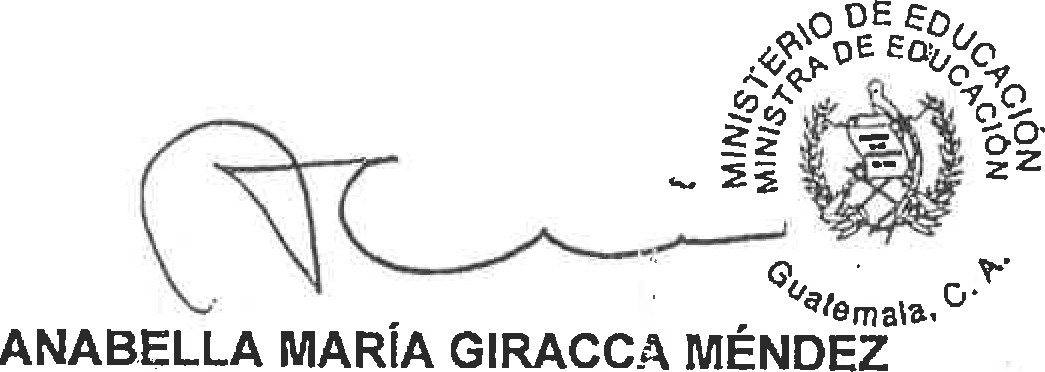 MINISTERIO DE EDUCACIÓN
MINISTRA DE EDUCACIÓN
Guatemala, C. A.
ANABELLA MARÍA GIRACCA MÉNDEZ